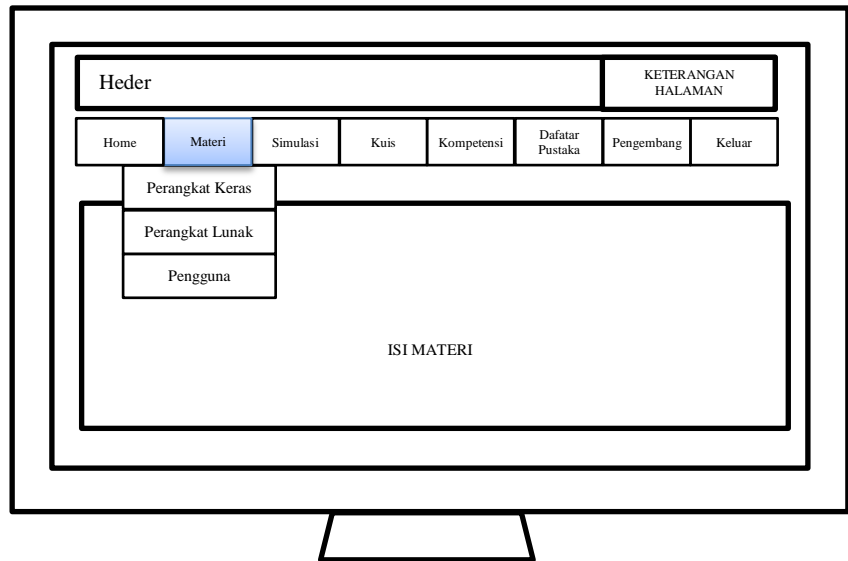 Heder
KETERANGAN
HALAMAN
Home
Materi
Simulasi
Kuis
Kompetensi
Dafatar
Pustaka
Pengembang
Keluar
Perangkat Keras
Perangkat Lunak
Pengguna
ISI MATERI